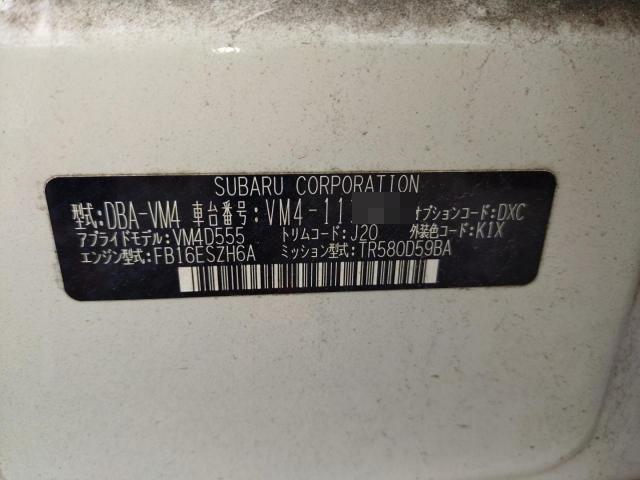 SUBARU CORPORATION
型式:DBA-VM4 車台番号:VM4-11 オプションコード:DXC
アプライドモデル:VM4D555 トリムコード:J20 外装色コード:K1X
エンジン型式:FB16ESZH6A ミッション型式:TR580D59BA